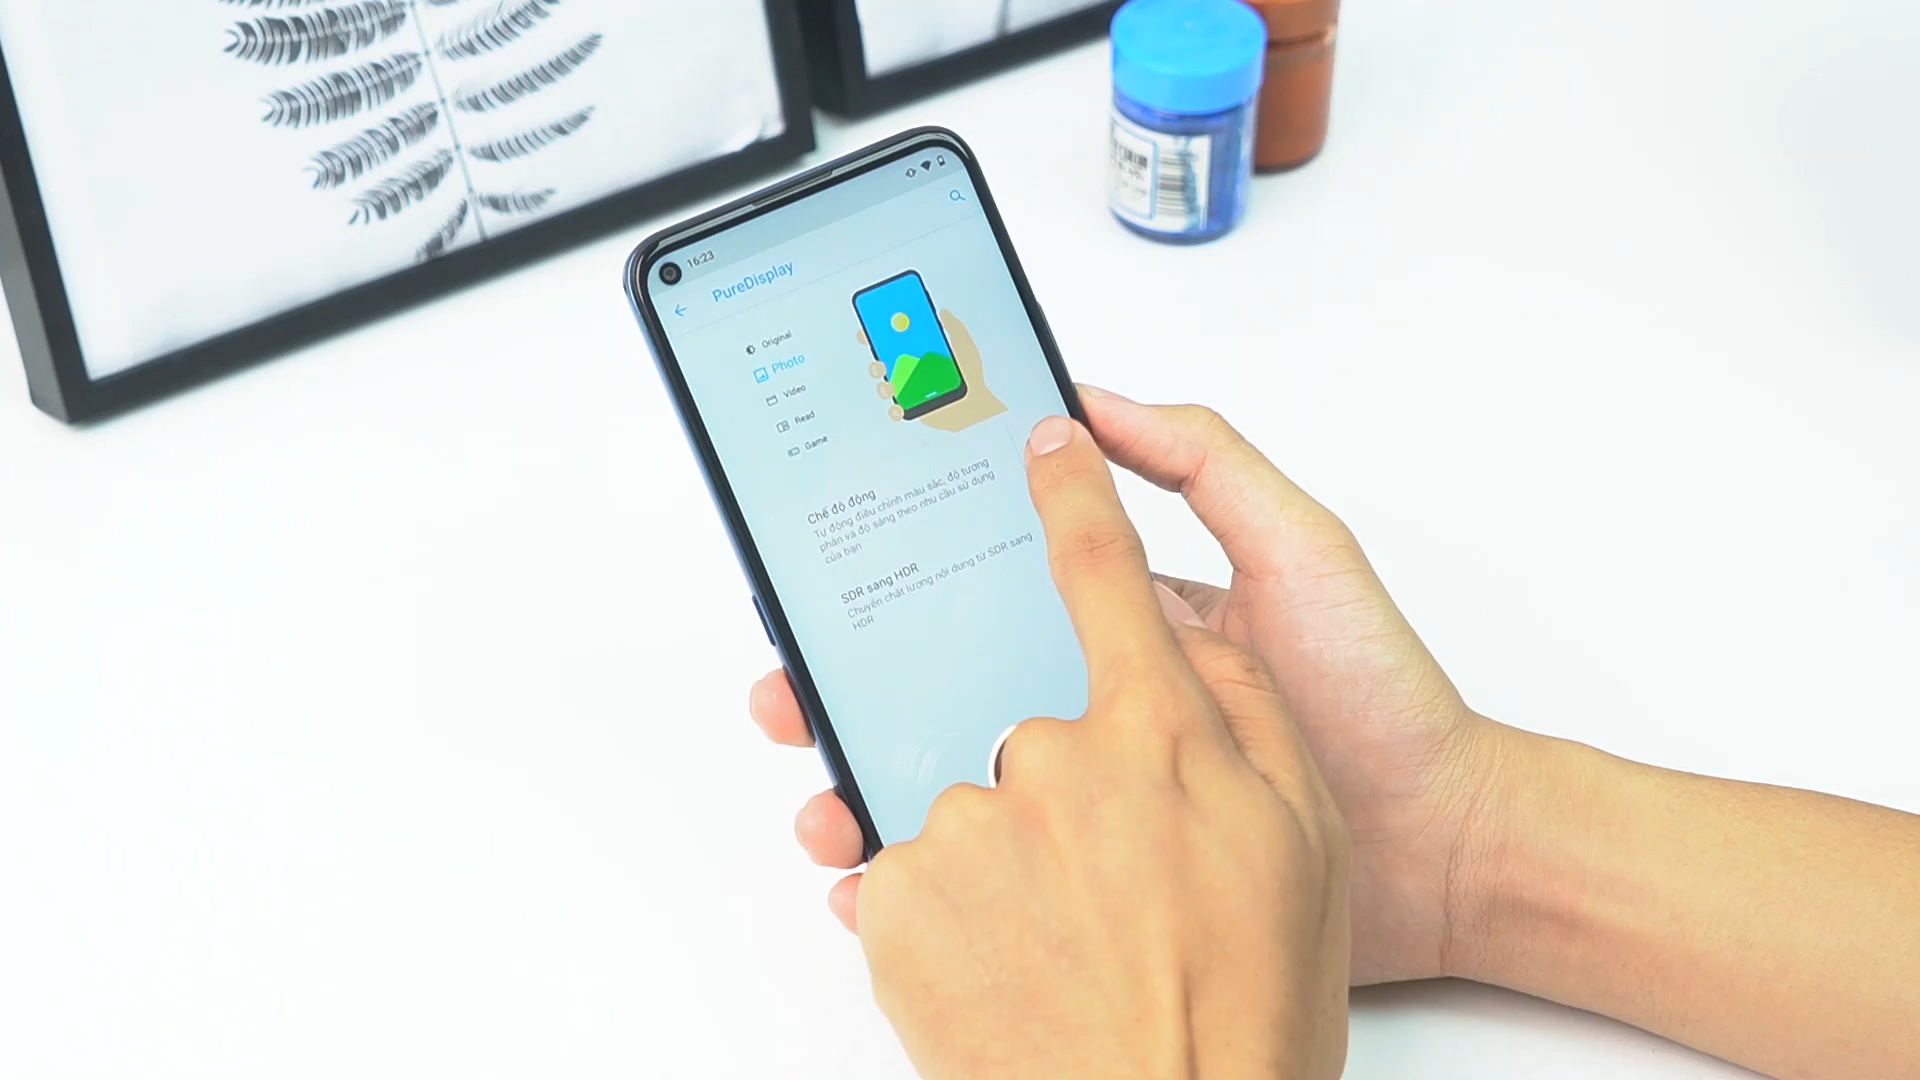 16:23
PureDisplay
Original
Photo
Video
Read
Game
Chế độ động
Tự động điều chỉnh màu sắc, độ tương
phản và độ sáng theo nhu cầu sử dụng
của bạn
SDR sang HDR
Chuyển chất lượng nội dung từ SDR sang
HDR